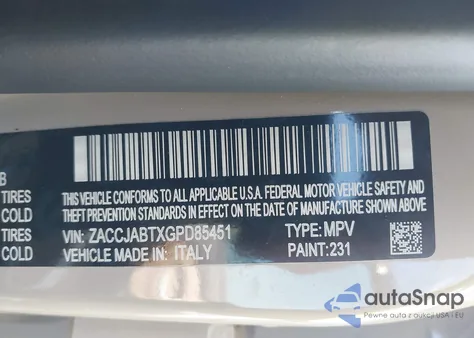 B
TIRES
COLD
TIRES
COLD
THIS VEHICLE CONFORMS TO ALL APPLICABLE U.S.A. FEDERAL MOTOR VEHICLE SAFETY AND
THEFT PREVENTION STANDARDS IN EFFECT ON THE
DATE OF MANUFACTURE SHOWN ABOVE
VIN: ZACCJABTXGPD85451 TYPE: MPV
VEHICLE MADE IN: ITALY PAINT:231
autaSnap
Pewne auta z aukcji USA i EU